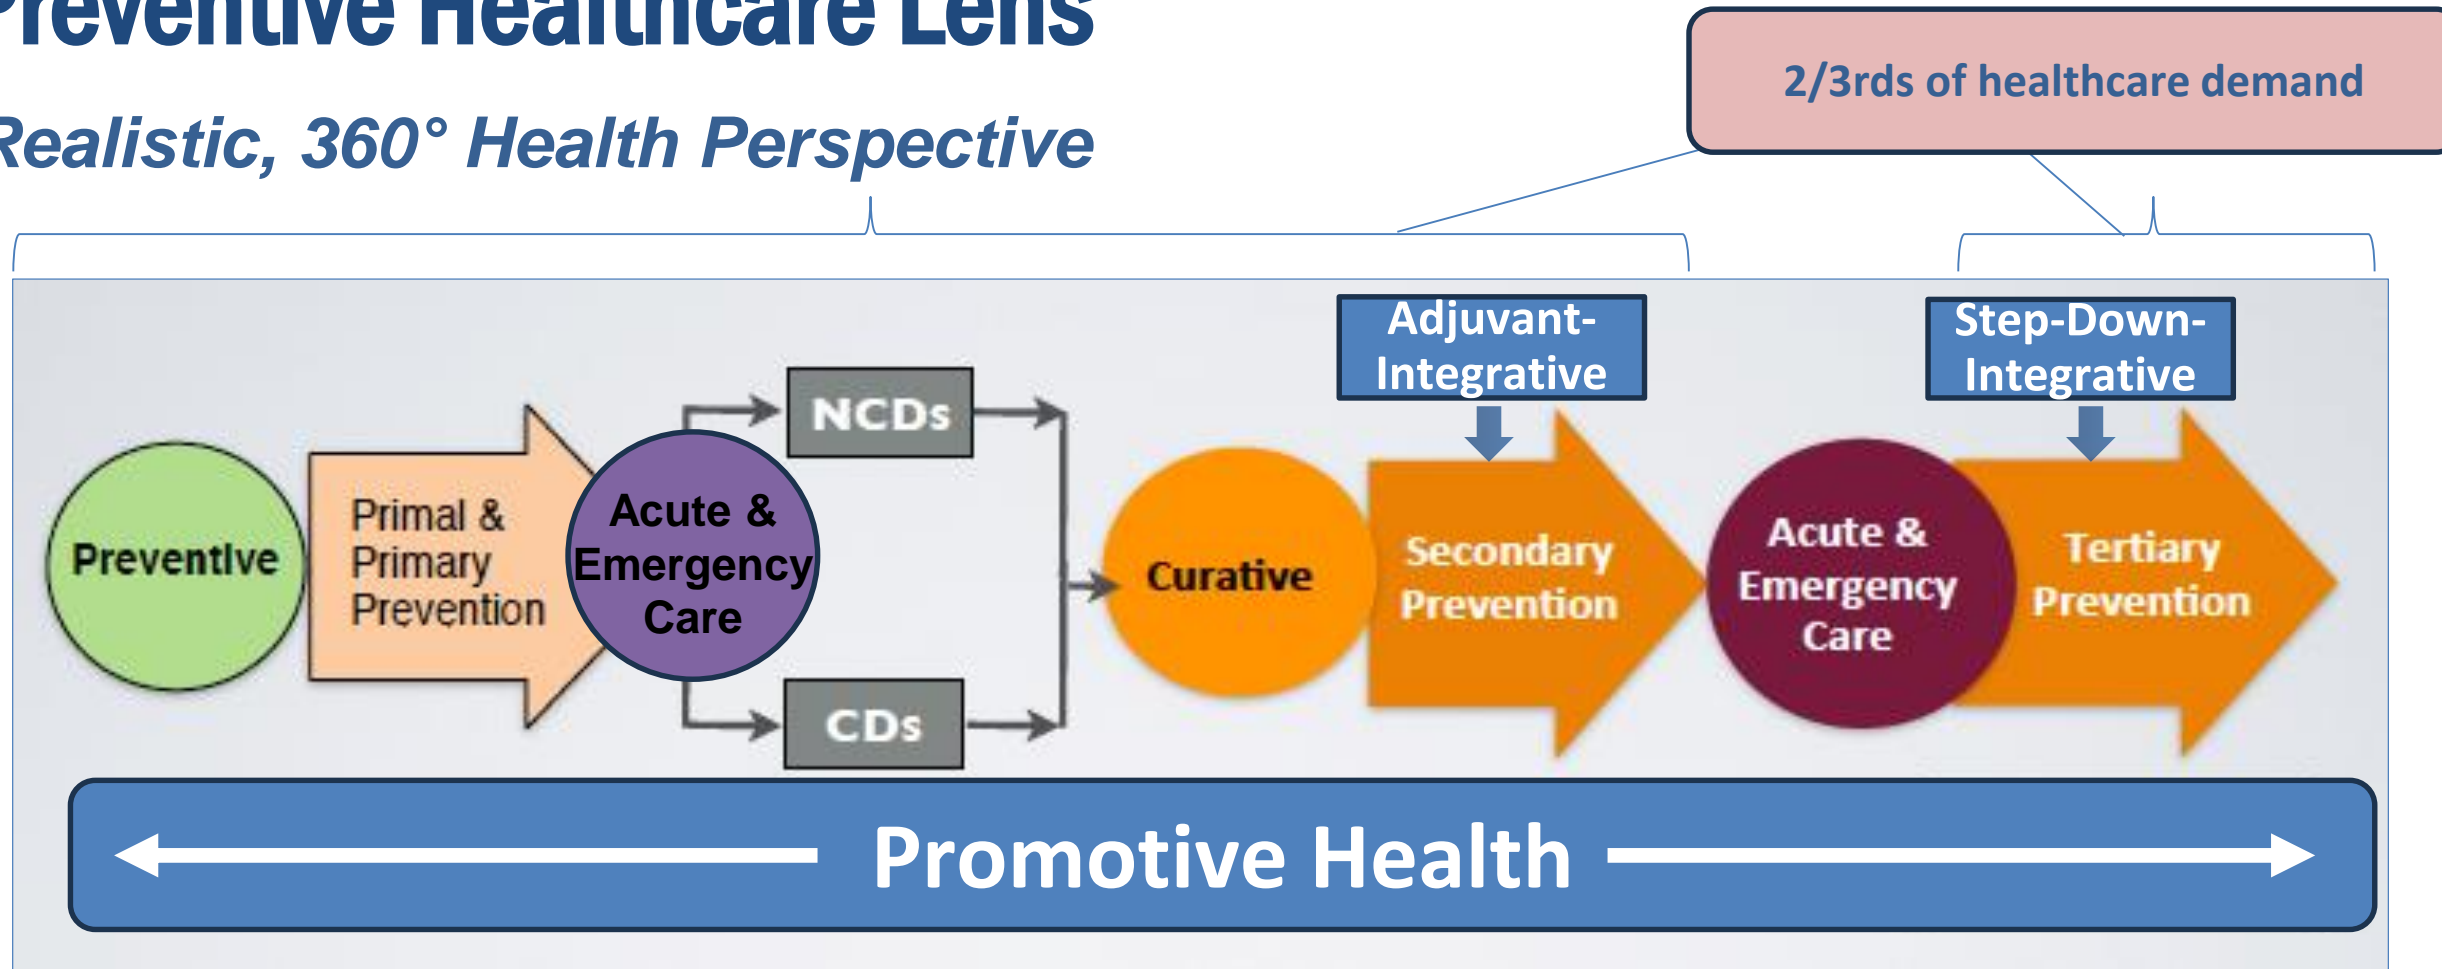 Preventive Healthcare Lens
Realistic, 360° Health Perspective
2/3rds of healthcare demand
Adjuvant-
Integrative
Step-Down-
Integrative
NCDs
Preventive
Primal &
Primary
Prevention
Acute &
Emergency
Care
CDs
Curative
Secondary
Prevention
Acute &
Emergency
Care
Tertiary
Prevention
Promotive Health